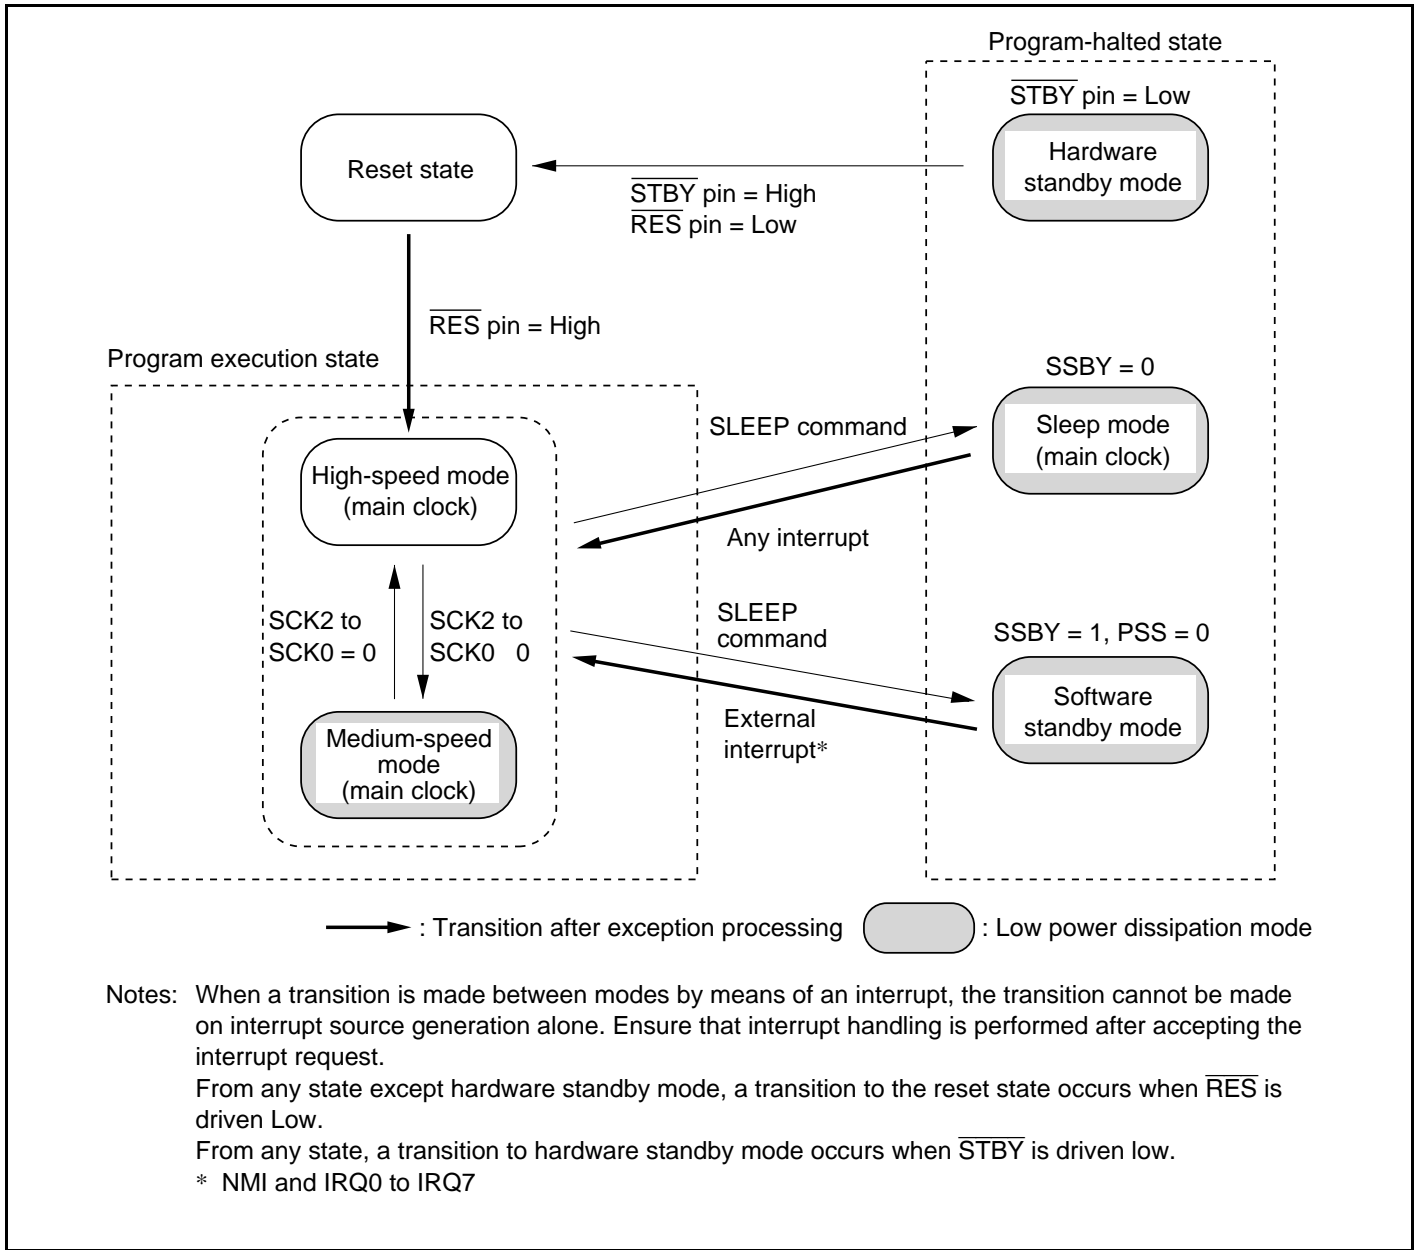 Program-halted state
STBY pin = Low
Reset state
Hardware
standby mode
STBY pin = High
RES pin = Low
RES pin = High
Program execution state
SSBY = 0
SLEEP command
Sleep mode
(main clock)
High-speed mode
(main clock)
Any interrupt
SCK2 to
SCK0 = 0
SCK2 to
SCK0 0
SLEEP
command
SSBY = 1, PSS = 0
Software
standby mode
External
interrupt*
Medium-speed
mode
(main clock)
: Transition after exception processing
: Low power dissipation mode
Notes: When a transition is made between modes by means of an interrupt, the transition cannot be made
on interrupt source generation alone. Ensure that interrupt handling is performed after accepting the
interrupt request.
From any state except hardware standby mode, a transition to the reset state occurs when RES is
driven Low.
From any state, a transition to hardware standby mode occurs when STBY is driven low.
* NMI and IRQ0 to IRQ7